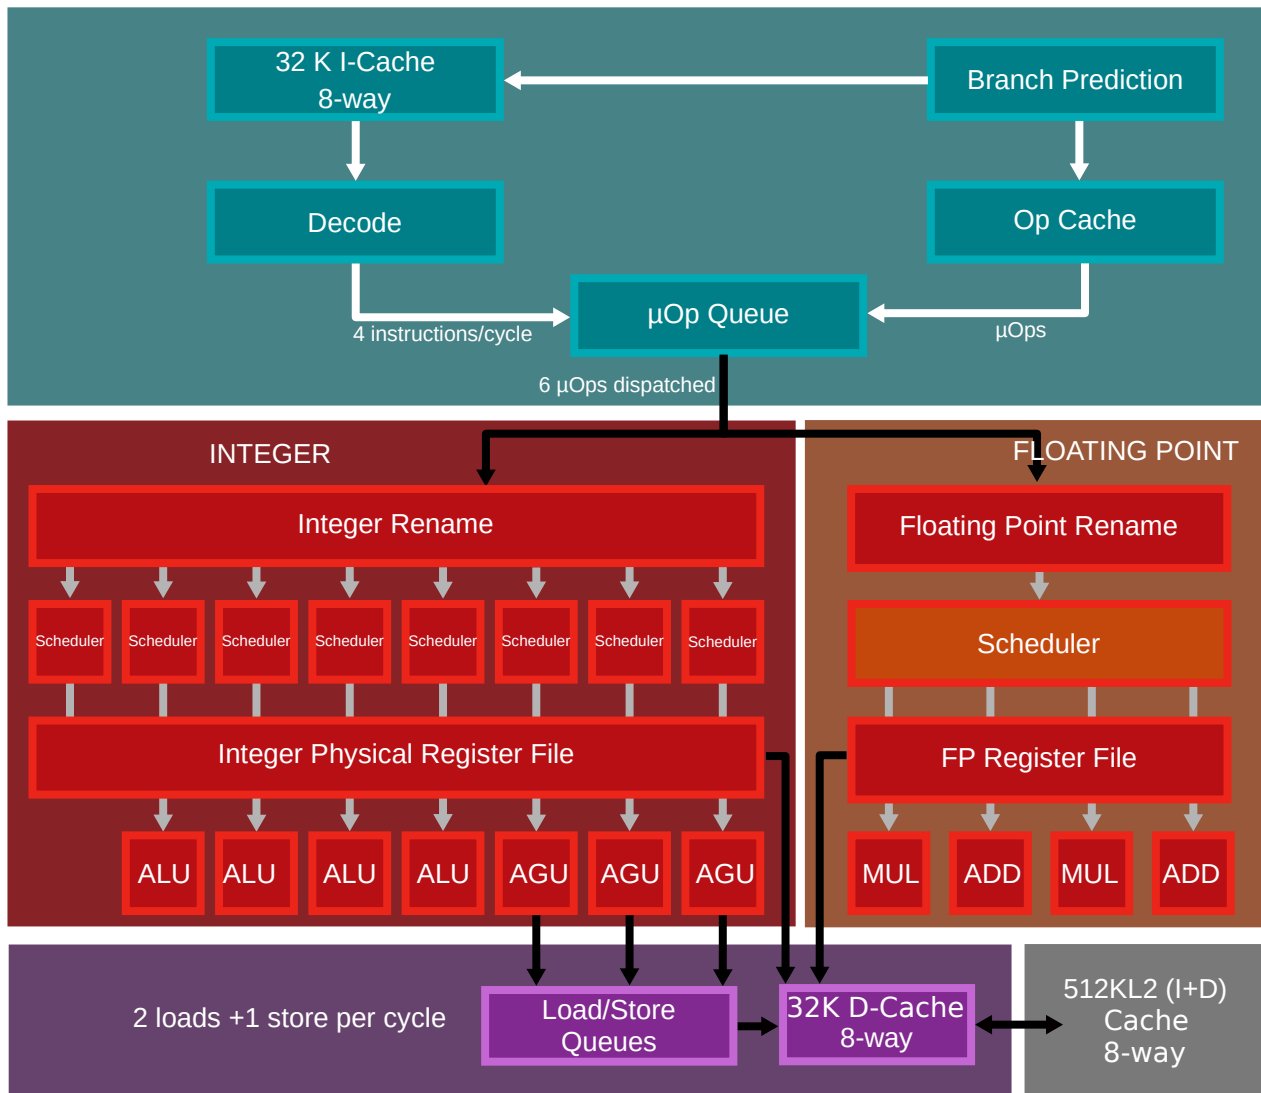 32 K I-Cache
8-way
Branch Prediction
Decode
Op Cache
µOp Queue
4 instructions/cycle
µOps
6 µOps dispatched
INTEGER
FLOATING POINT
Integer Rename
Floating Point Rename
Scheduler
Scheduler
Scheduler
Scheduler
Scheduler
Scheduler
Scheduler
Scheduler
Scheduler
Integer Physical Register File
FP Register File
ALU
ALU
ALU
ALU
AGU
AGU
AGU
MUL
ADD
MUL
ADD
2 loads +1 store per cycle
Load/Store
Queues
32K D-Cache
8-way
512KL2 (I+D)
Cache
8-way